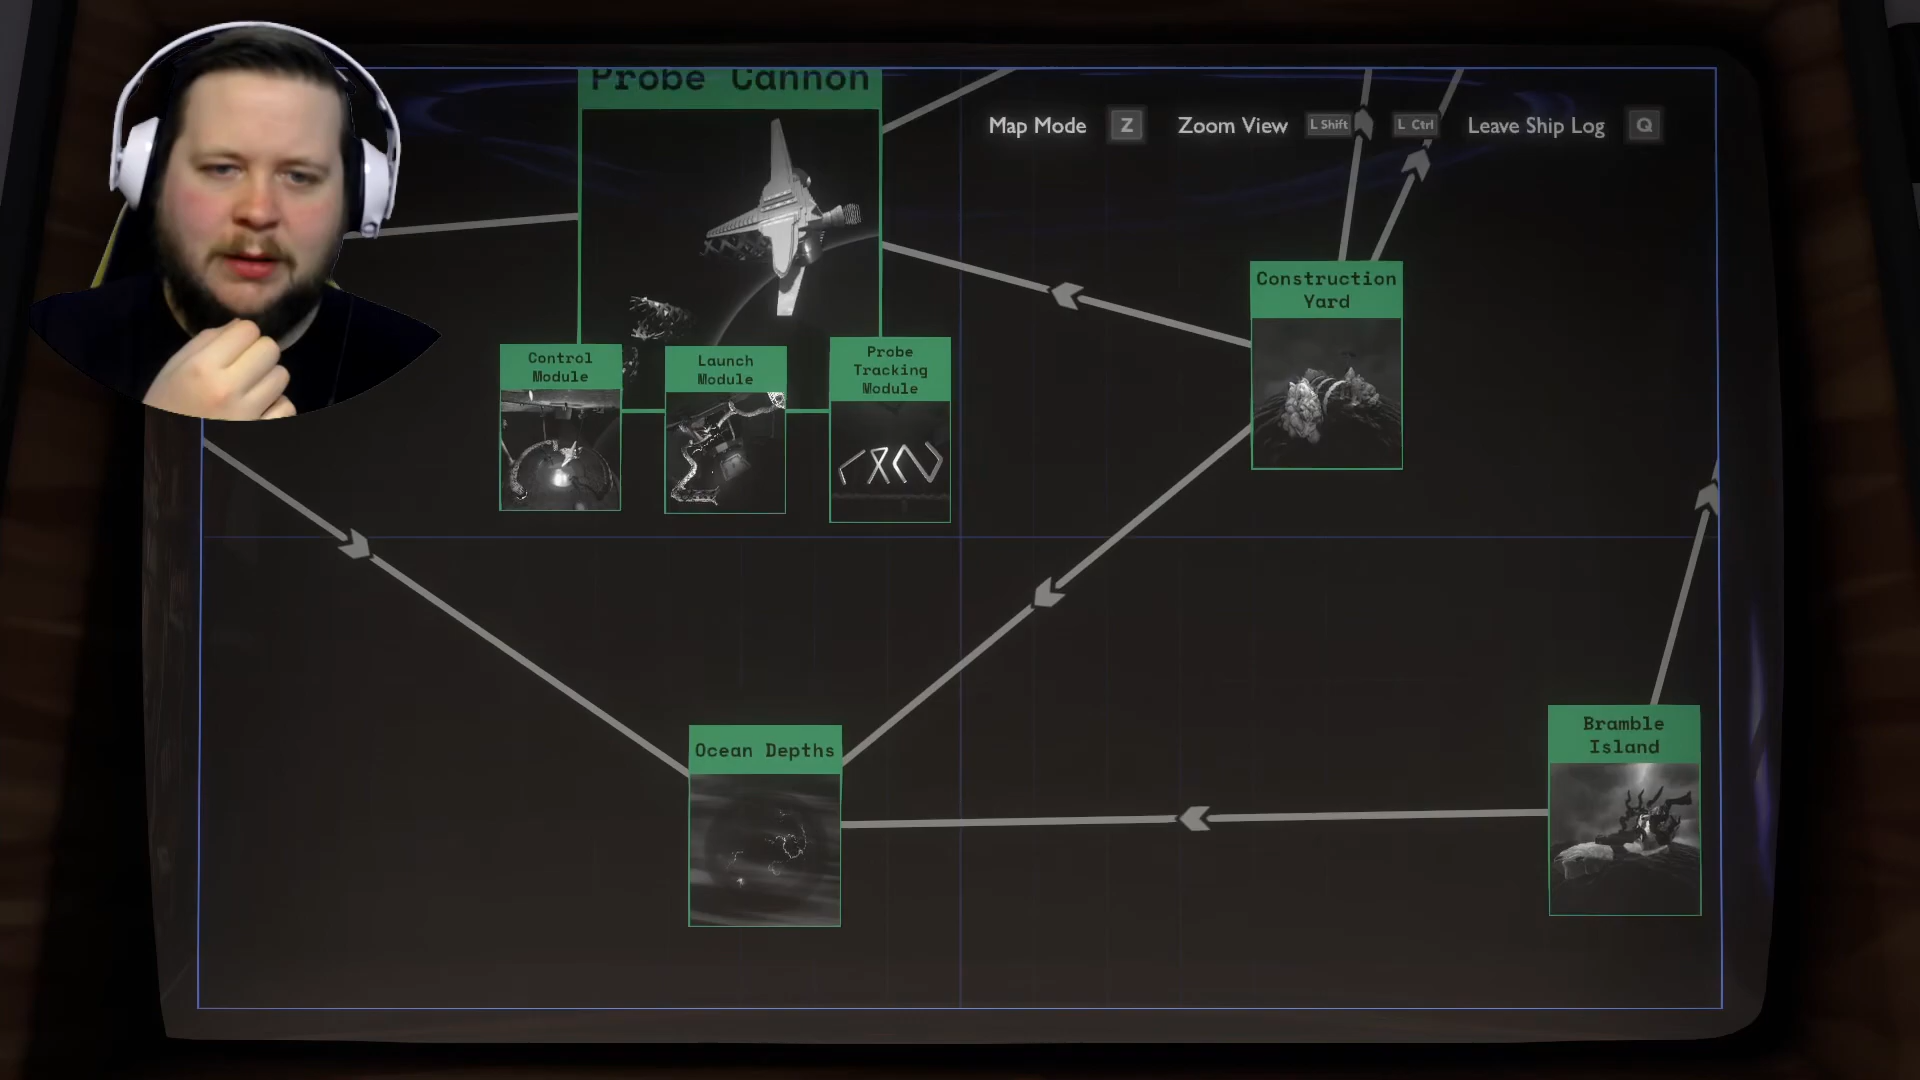 Probe Cannon
Map Mode Z Zoom View L Shift L Ctrl Leave Ship Log Q
Construction
Yard
Control
Module
Launch
Module
Probe
Tracking
Module
Ocean Depths
Bramble
Island